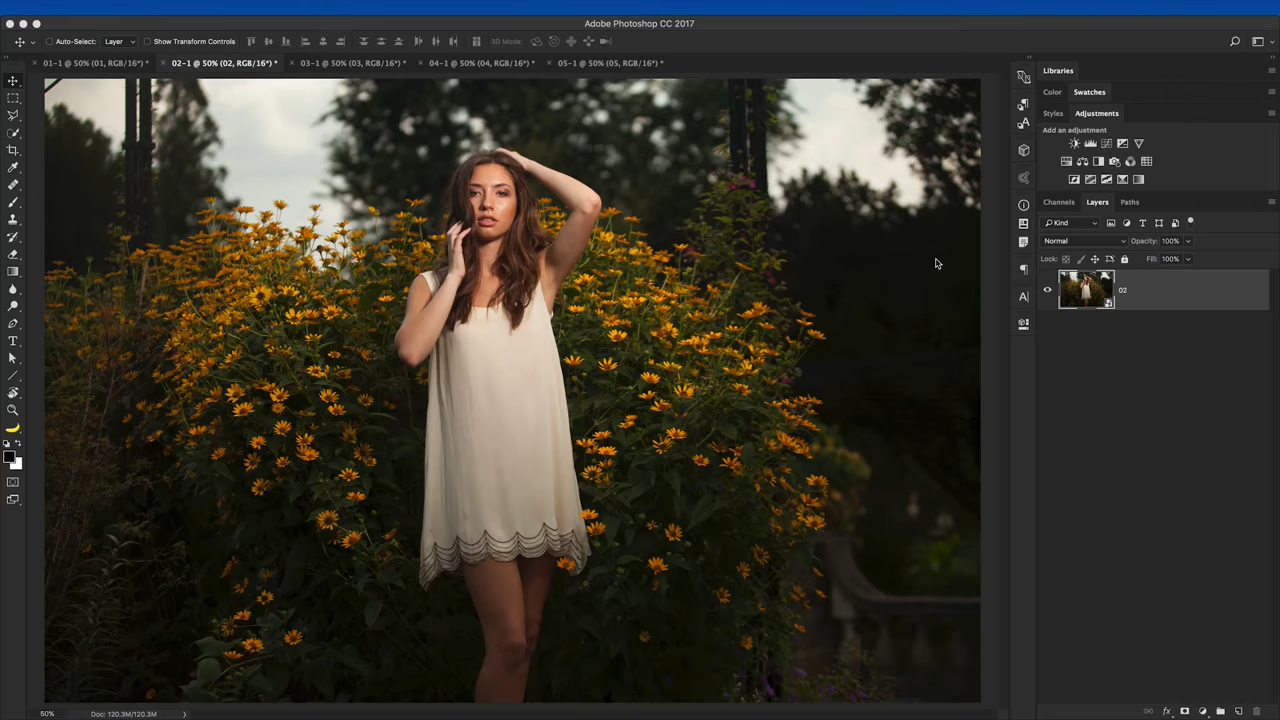 Adobe Photoshop CC 2017
Auto-Select: Layer Show Transform Controls 3D Mode:
01-1 @ 50% (01, RGB/16*) * 02-1 @ 50% (02, RGB/16*) * 03-1 @ 50% (03, RGB/16*) * 04-1 @ 50% (04, RGB/16*) * 05-1 @ 50% (05, RGB/16*) *
Libraries
Color Swatches
Styles Adjustments
Add an adjustment
Channels Layers Paths
Kind
Normal Opacity: 100%
Lock: Fill: 100%
02
50% Doc: 120.3M/120.3M